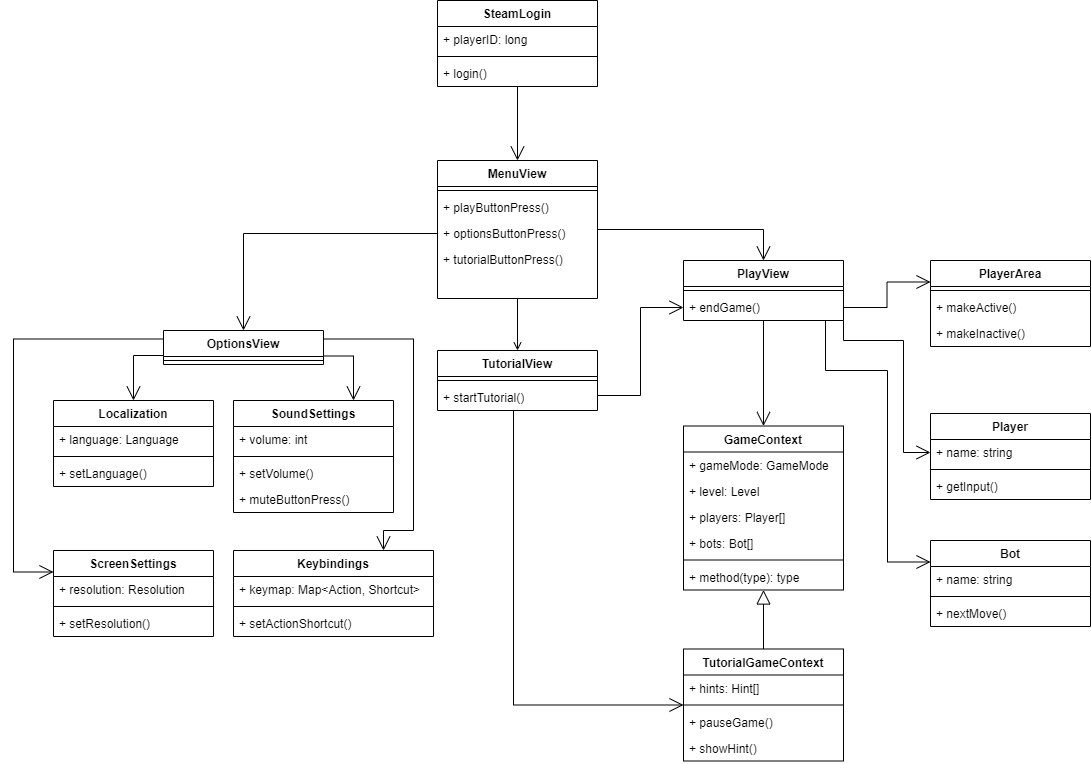 SteamLogin
+ playerID: long
+ login()
MenuView
+ playButtonPress()
+ optionsButtonPress()
+ tutorialButtonPress()
PlayView
+ endGame()
PlayerArea
+ makeActive()
+ makeInactive()
OptionsView
TutorialView
+ startTutorial()
Localization
+ language: Language
+ setLanguage()
SoundSettings
+ volume: int
+ setVolume()
+ muteButtonPress()
GameContext
+ gameMode: GameMode
+ level: Level
+ players: Player[]
+ bots: Bot[]
+ method(type): type
Player
+ name: string
+ getInput()
ScreenSettings
+ resolution: Resolution
+ setResolution()
Keybindings
+ keymap: Map<Action, Shortcut>
+ setActionShortcut()
Bot
+ name: string
+ nextMove()
TutorialGameContext
+ hints: Hint[]
+ pauseGame()
+ showHint()